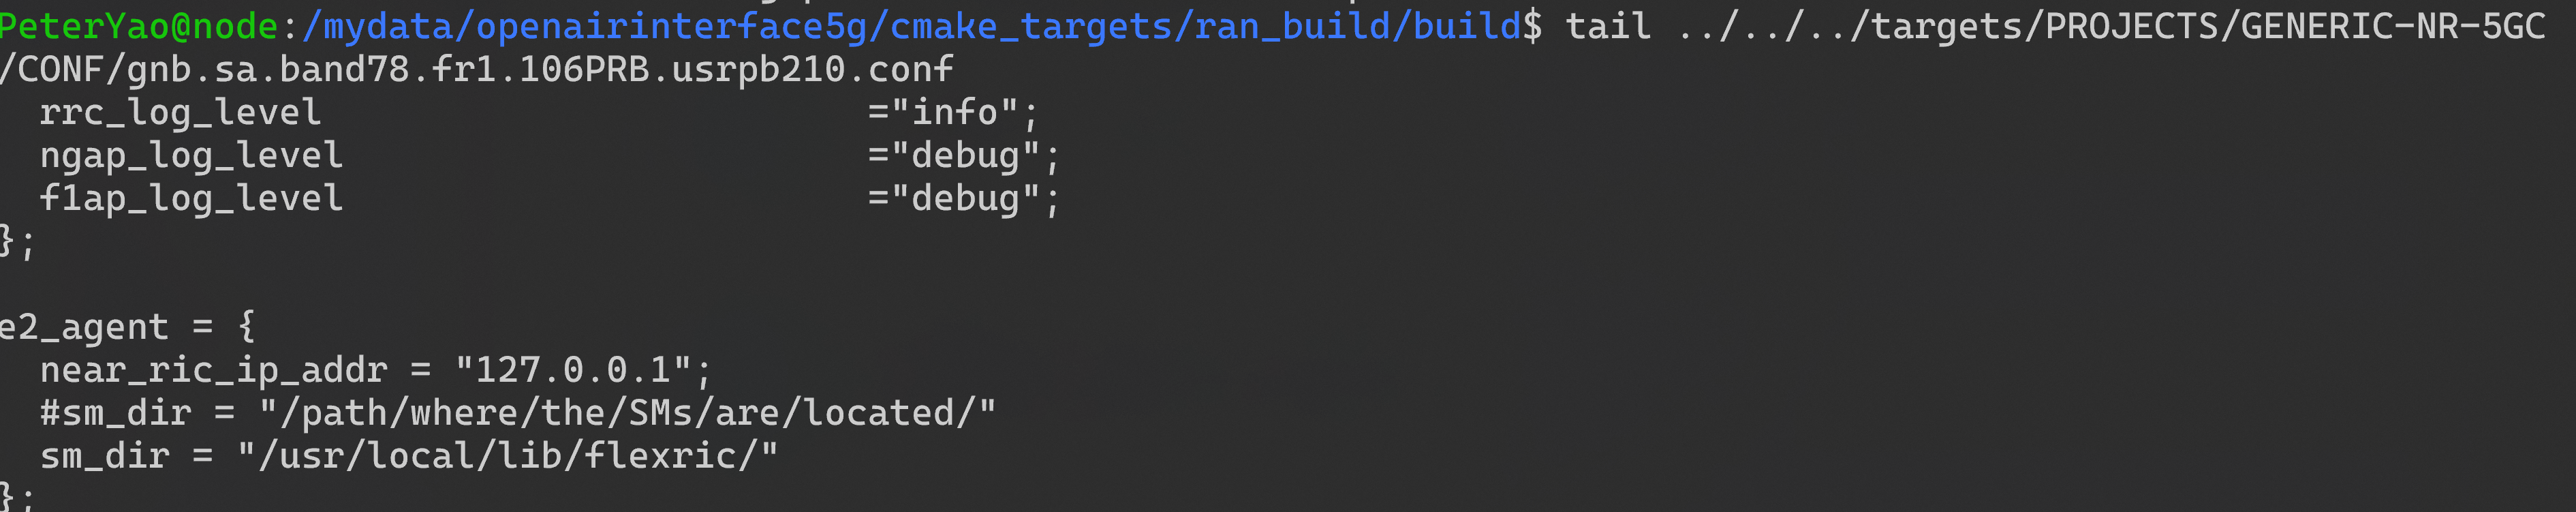 PeterYao@node:/mydata/openairinterface5g/cmake_targets/ran_build/build$ tail ../../../targets/PROJECTS/GENERIC-NR-5GC
/CONF/gnb.sa.band78.fr1.106PRB.usrpb210.conf
  rrc_log_level                         ="info";
  ngap_log_level                        ="debug";
  f1ap_log_level                        ="debug";
};

e2_agent = {
  near_ric_ip_addr = "127.0.0.1";
  #sm_dir = "/path/where/the/SMs/are/located/"
  sm_dir = "/usr/local/lib/flexric/"
};